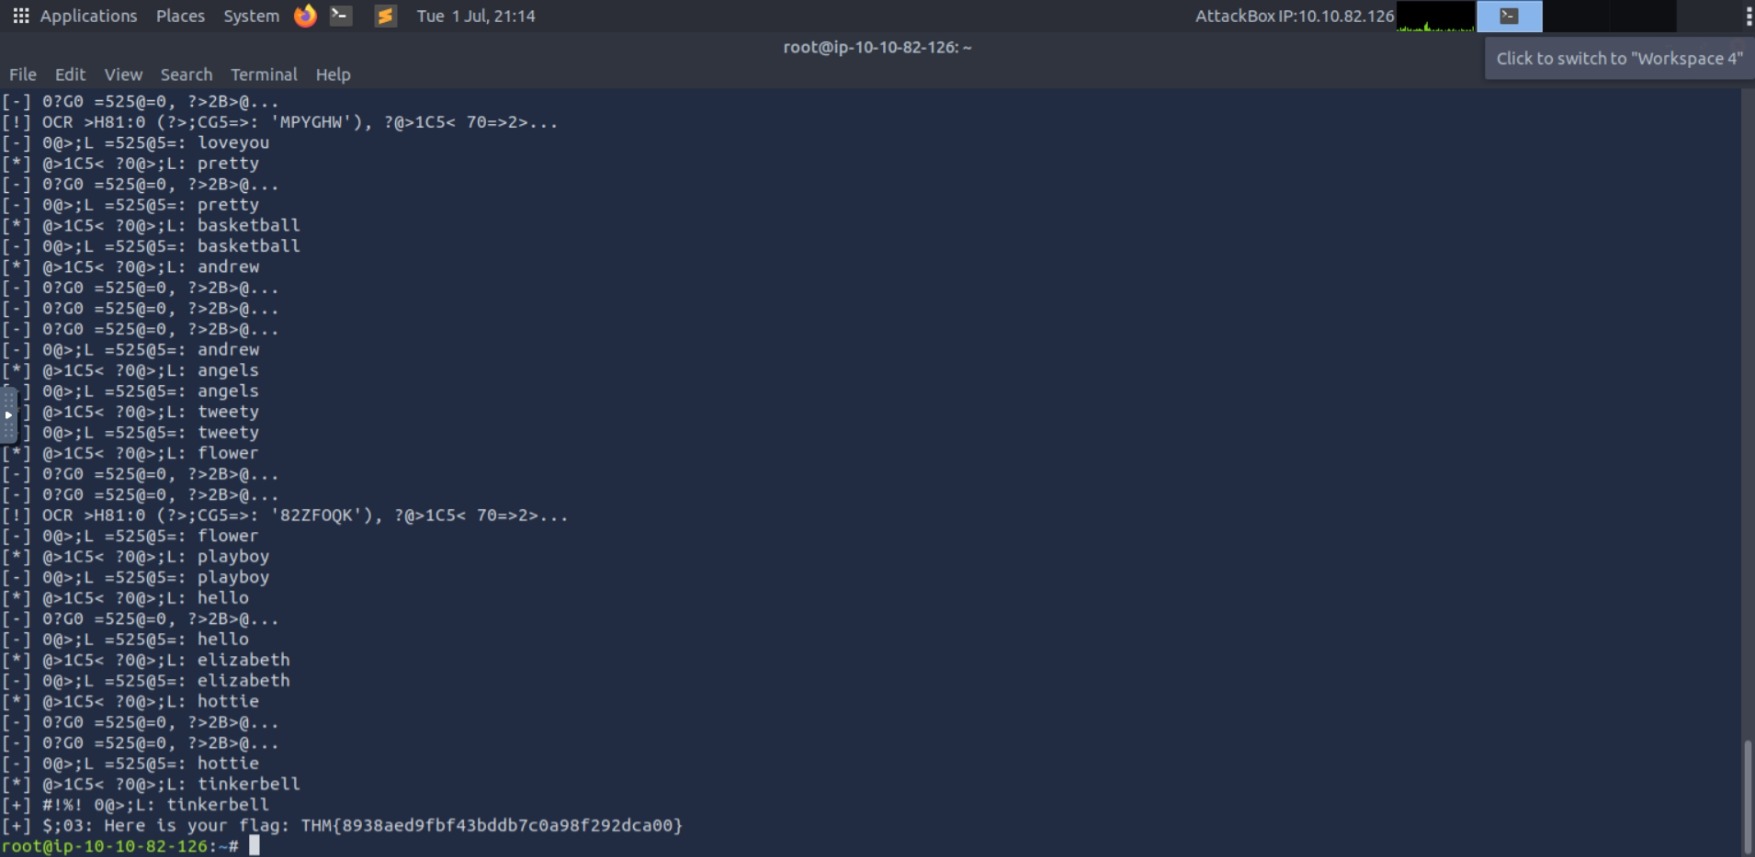 Applications Places System Tue 1 Jul, 21:14 AttackBox IP:10.10.82.126
root@ip-10-10-82-126: ~
Click to switch to "Workspace 4"
File Edit View Search Terminal Help
[-] 0?G0 =525@=0, ?>2B>@...
[!] OCR >H81:0 (?>;CG5=>: 'MPYGHW'), ?@>1C5< 70=>2>...
[-] 0@>;L =525@5=: loveyou
[*] @>1C5< ?0@>;L: pretty
[-] 0?G0 =525@=0, ?>2B>@...
[-] 0@>;L =525@5=: pretty
[*] @>1C5< ?0@>;L: basketball
[-] 0@>;L =525@5=: basketball
[*] @>1C5< ?0@>;L: andrew
[-] 0?G0 =525@=0, ?>2B>@...
[-] 0?G0 =525@=0, ?>2B>@...
[-] 0?G0 =525@=0, ?>2B>@...
[-] 0@>;L =525@5=: andrew
[*] @>1C5< ?0@>;L: angels
] 0@>;L =525@5=: angels
] @>1C5< ?0@>;L: tweety
] 0@>;L =525@5=: tweety
[*] @>1C5< ?0@>;L: flower
[-] 0?G0 =525@=0, ?>2B>@...
[-] 0?G0 =525@=0, ?>2B>@...
[!] OCR >H81:0 (?>;CG5=>: '82ZFOQK'), ?@>1C5< 70=>2>...
[-] 0@>;L =525@5=: flower
[*] @>1C5< ?0@>;L: playboy
[-] 0@>;L =525@5=: playboy
[*] @>1C5< ?0@>;L: hello
[-] 0?G0 =525@=0, ?>2B>@...
[-] 0@>;L =525@5=: hello
[*] @>1C5< ?0@>;L: elizabeth
[-] 0@>;L =525@5=: elizabeth
[*] @>1C5< ?0@>;L: hottie
[-] 0?G0 =525@=0, ?>2B>@...
[-] 0?G0 =525@=0, ?>2B>@...
[-] 0@>;L =525@5=: hottie
[*] @>1C5< ?0@>;L: tinkerbell
[+] #!%! 0@>;L: tinkerbell
[+] $;03: Here is your flag: THM{8938aed9fbf43bddb7c0a98f292dca00}
root@ip-10-10-82-126:~#